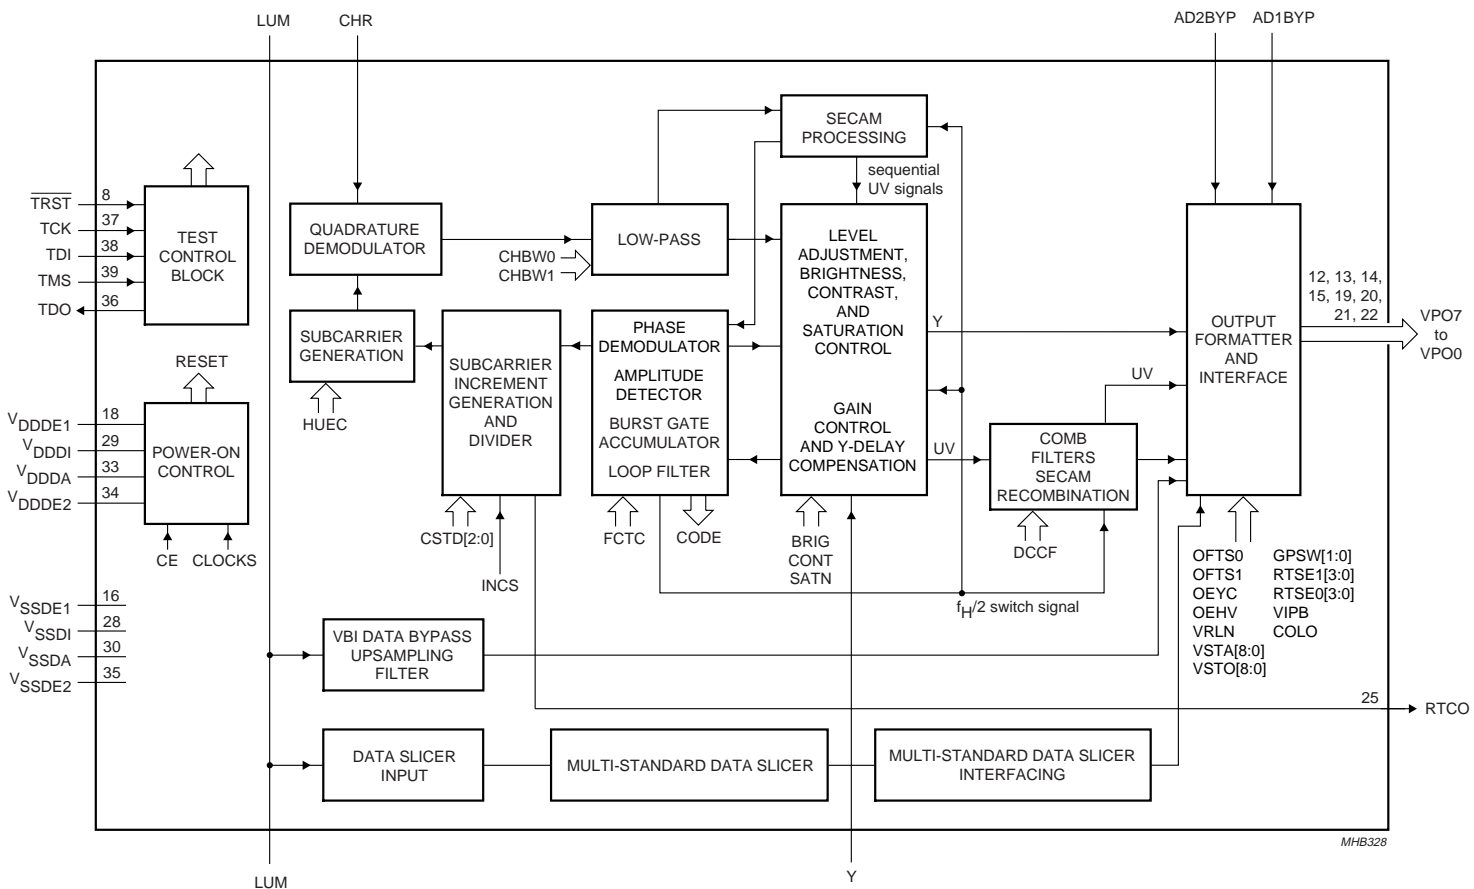 LUM
CHR
AD2BYP
AD1BYP
SECAM
PROCESSING
sequential
UV signals
TRST
8
TCK
37
TDI
38
TMS
39
TDO
36
TEST
CONTROL
BLOCK
QUADRATURE
DEMODULATOR
CHBW0
CHBW1
LOW-PASS
LEVEL
ADJUSTMENT,
BRIGHTNESS,
CONTRAST,
AND
SATURATION
CONTROL
GAIN
CONTROL
AND Y-DELAY
COMPENSATION
Y
OUTPUT
FORMATTER
AND
INTERFACE
12, 13, 14,
15, 19, 20,
21, 22
VPO7
to
VPO0
SUBCARRIER
GENERATION
HUEC
SUBCARRIER
INCREMENT
GENERATION
AND
DIVIDER
PHASE
DEMODULATOR
AMPLITUDE
DETECTOR
BURST GATE
ACCUMULATOR
LOOP FILTER
UV
UV
COMB
FILTERS
SECAM
RECOMBINATION
RESET
VDDDE1
18
VDDDI
29
VDDDA
33
VDDDE2
34
POWER-ON
CONTROL
CE
CLOCKS
CSTD[2:0]
INCS
FCTC
CODE
BRIG
CONT
SATN
DCCF
OFTS0
OFTS1
OEYC
OEHV
VRLN
VSTA[8:0]
VSTO[8:0]
GPSW[1:0]
RTSE1[3:0]
RTSE0[3:0]
VIPB
COLO
fH/2 switch signal
VSSDE1
16
VSSDI
28
VSSDA
30
VSSDE2
35
VBI DATA BYPASS
UPSAMPLING
FILTER
25
RTCO
DATA SLICER
INPUT
MULTI-STANDARD DATA SLICER
MULTI-STANDARD DATA SLICER
INTERFACING
MHB328
LUM
Y